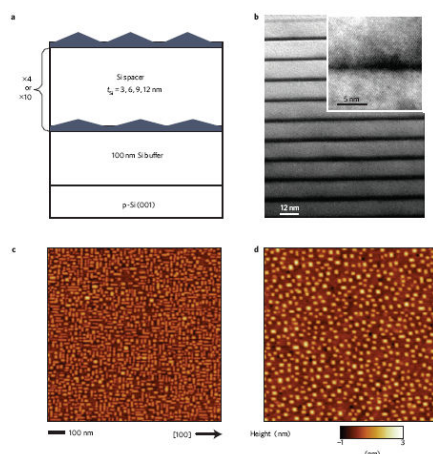 a
b
×4
or
×10
Si spacer
tsi = 3, 6, 9, 12 nm
100 nm Si buffer
p-Si (001)
5 nm
12 nm
c
d
100 nm
[100]
Height (nm)
-1
3
(nm)